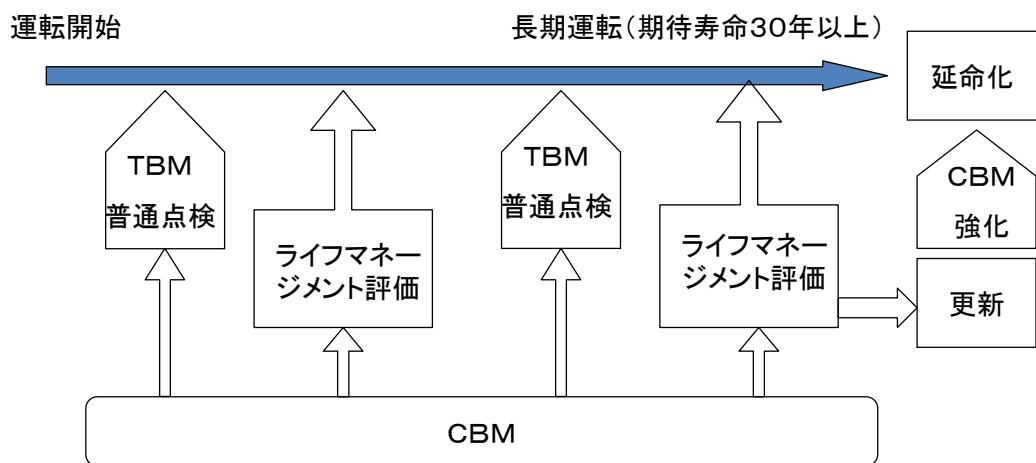 運転開始
長期運転(期待寿命30年以上)
延命化
TBM
普通点検
ライフマネー
ジメント評価
TBM
普通点検
ライフマネー
ジメント評価
CBM
強化
更新
CBM